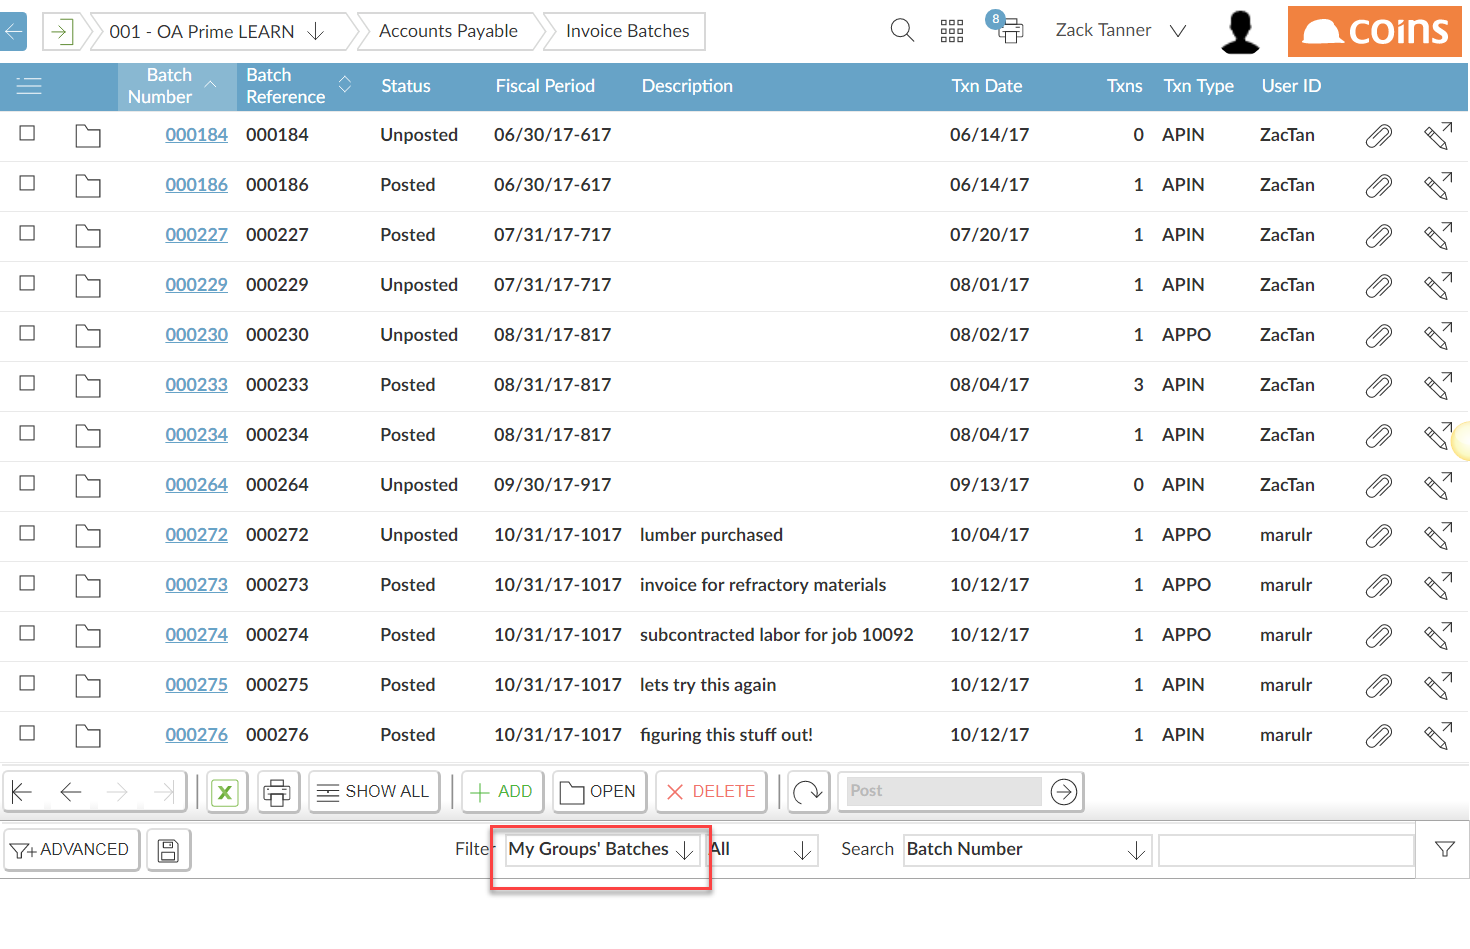 001 - OA Prime LEARN Accounts Payable Invoice Batches 8 Zack Tanner coins
Batch Number Batch Reference Status Fiscal Period Description Txn Date Txns Txn Type User ID
000184 000184 Unposted 06/30/17-617 06/14/17 0 APIN ZacTan
000186 000186 Posted 06/30/17-617 06/14/17 1 APIN ZacTan
000227 000227 Posted 07/31/17-717 07/20/17 1 APIN ZacTan
000229 000229 Unposted 07/31/17-717 08/01/17 1 APIN ZacTan
000230 000230 Unposted 08/31/17-817 08/02/17 1 APPO ZacTan
000233 000233 Posted 08/31/17-817 08/04/17 3 APIN ZacTan
000234 000234 Posted 08/31/17-817 08/04/17 1 APIN ZacTan
000264 000264 Unposted 09/30/17-917 09/13/17 0 APIN ZacTan
000272 000272 Unposted 10/31/17-1017 lumber purchased 10/04/17 1 APPO marulr
000273 000273 Posted 10/31/17-1017 invoice for refractory materials 10/12/17 1 APPO marulr
000274 000274 Posted 10/31/17-1017 subcontracted labor for job 10092 10/12/17 1 APPO marulr
000275 000275 Posted 10/31/17-1017 lets try this again 10/12/17 1 APIN marulr
000276 000276 Posted 10/31/17-1017 figuring this stuff out! 10/12/17 1 APIN marulr
X SHOW ALL ADD OPEN DELETE Post
ADVANCED Filter My Groups' Batches All Search Batch Number